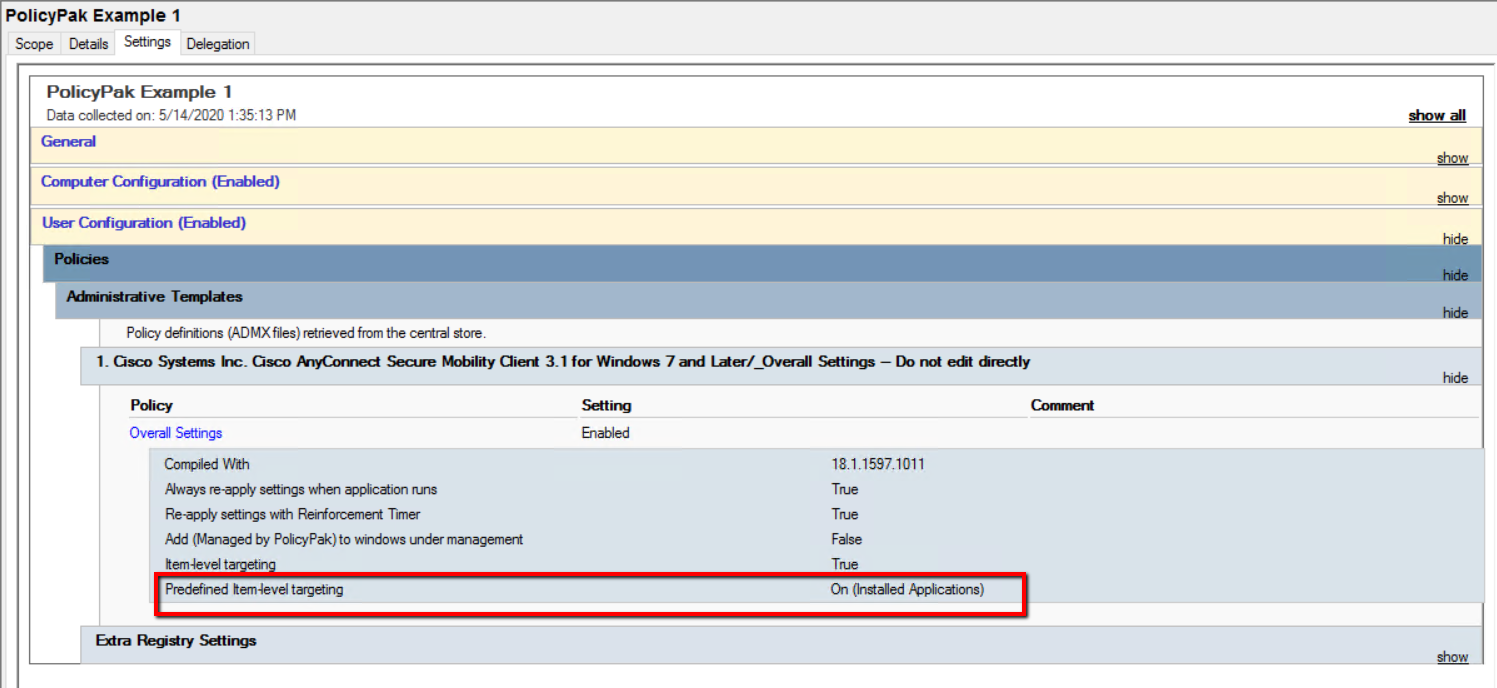 PolicyPak Example 1
Scope Details Settings Delegation
PolicyPak Example 1
Data collected on: 5/14/2020 1:35:13 PM show all
General
show
Computer Configuration (Enabled)
show
User Configuration (Enabled)
hide
Policies
hide
Administrative Templates
hide
Policy definitions (ADMX files) retrieved from the central store.
1. Cisco Systems Inc. Cisco AnyConnect Secure Mobility Client 3.1 for Windows 7 and Later/_Overall Settings – Do not edit directly
hide
Policy Setting Comment
Overall Settings Enabled
Compiled With 18.1.1597.1011
Always re-apply settings when application runs True
Re-apply settings with Reinforcement Timer True
Add (Managed by PolicyPak) to windows under management False
Item-level targeting True
Predefined Item-level targeting On (Installed Applications)
Extra Registry Settings
show